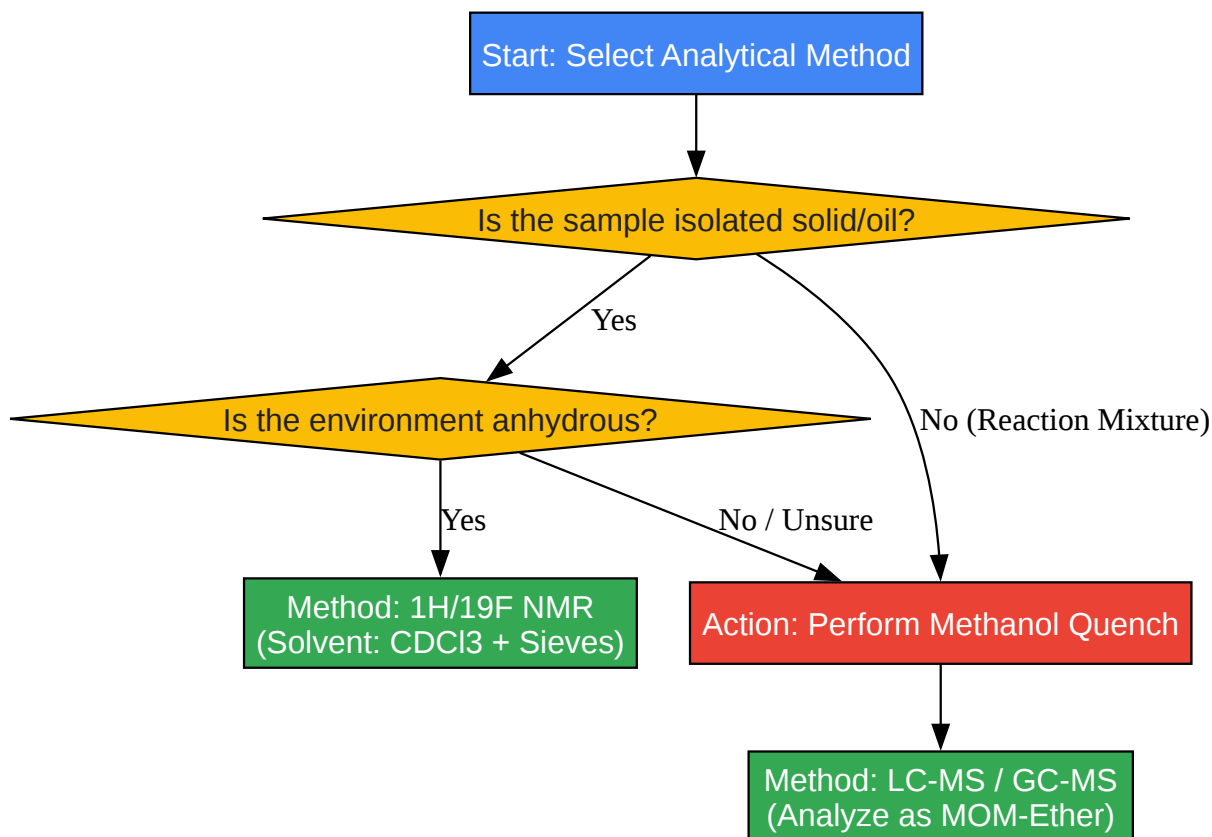 Start: Select Analytical Method
Is the sample isolated solid/oil?
Yes
Is the environment anhydrous?
No (Reaction Mixture)
Yes
No / Unsure
Method: 1H/19F NMR
(Solvent: CDCl3 + Sieves)
Action: Perform Methanol Quench
Method: LC-MS / GC-MS
(Analyze as MOM-Ether)